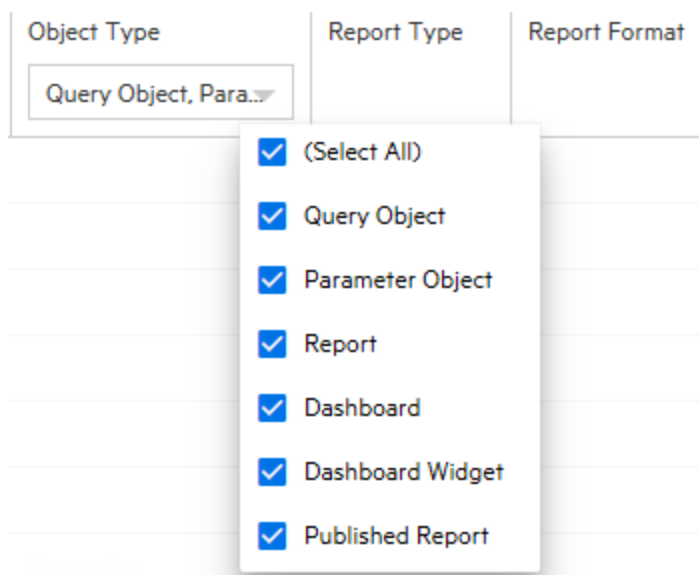 Object Type Report Type Report Format
Query Object, Para...
(Select All)
Query Object
Parameter Object
Report
Dashboard
Dashboard Widget
Published Report